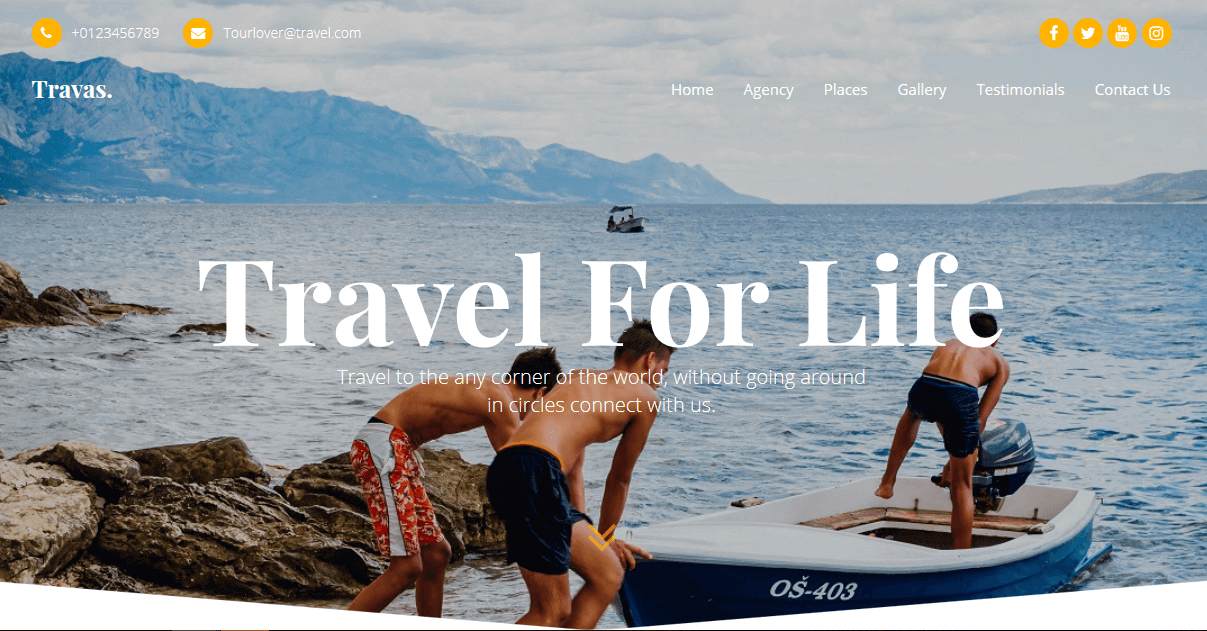 +0123456789 Tourlover@travel.com
Travas. Home Agency Places Gallery Testimonials Contact Us
Travel For Life
Travel to the any corner of the world, without going around
in circles connect with us.
OŠ-403